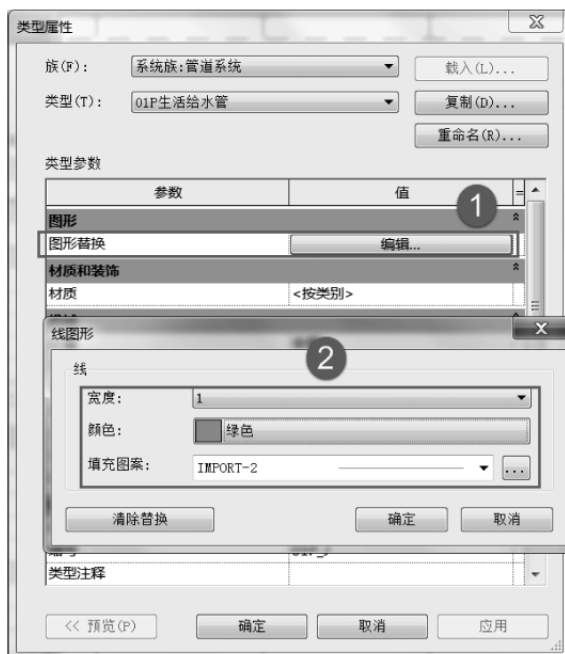 类型属性
族(F): 系统族:管道系统 载入(L)...
类型(T): 01P生活给水管 复制(D)...
重命名(R)...
类型参数
参数 值 =
1
图形
图形替换 编辑...
材质和装饰
材质 <按类别>
线图形
2
线
宽度: 1
颜色: 绿色
填充图案: IMPORT-2 ...
清除替换 确定 取消
类型注释
<< 预览(P) 确定 取消 应用